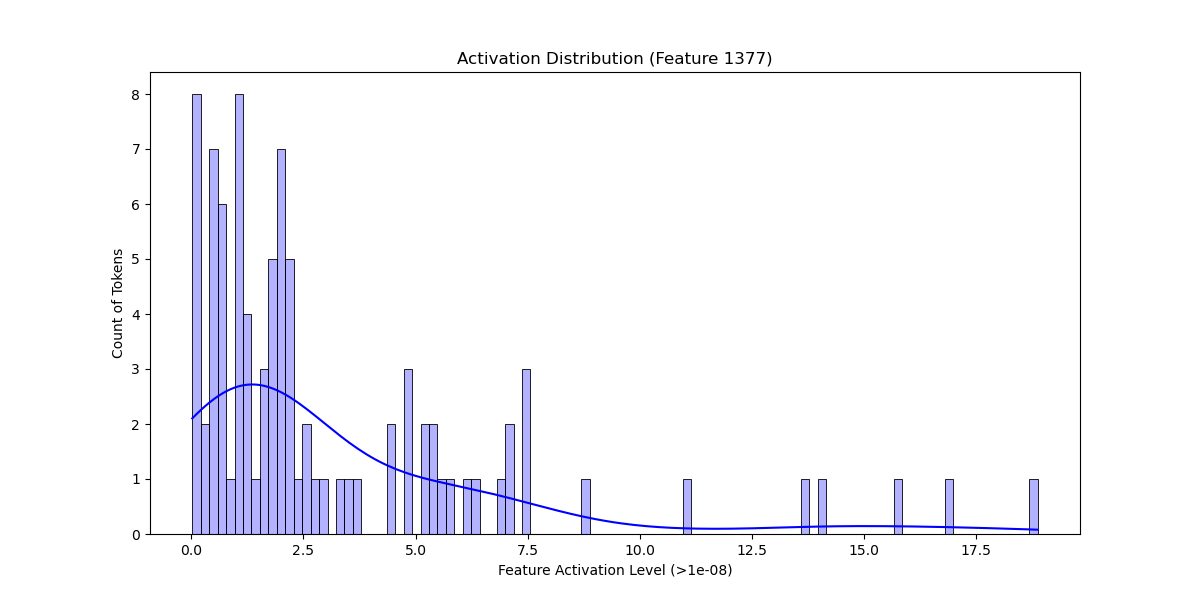 Activation Distribution (Feature 1377)
Count of Tokens
8
7
6
5
4
3
2
1
0
0.0 2.5 5.0 7.5 10.0 12.5 15.0 17.5
Feature Activation Level (>1e-08)